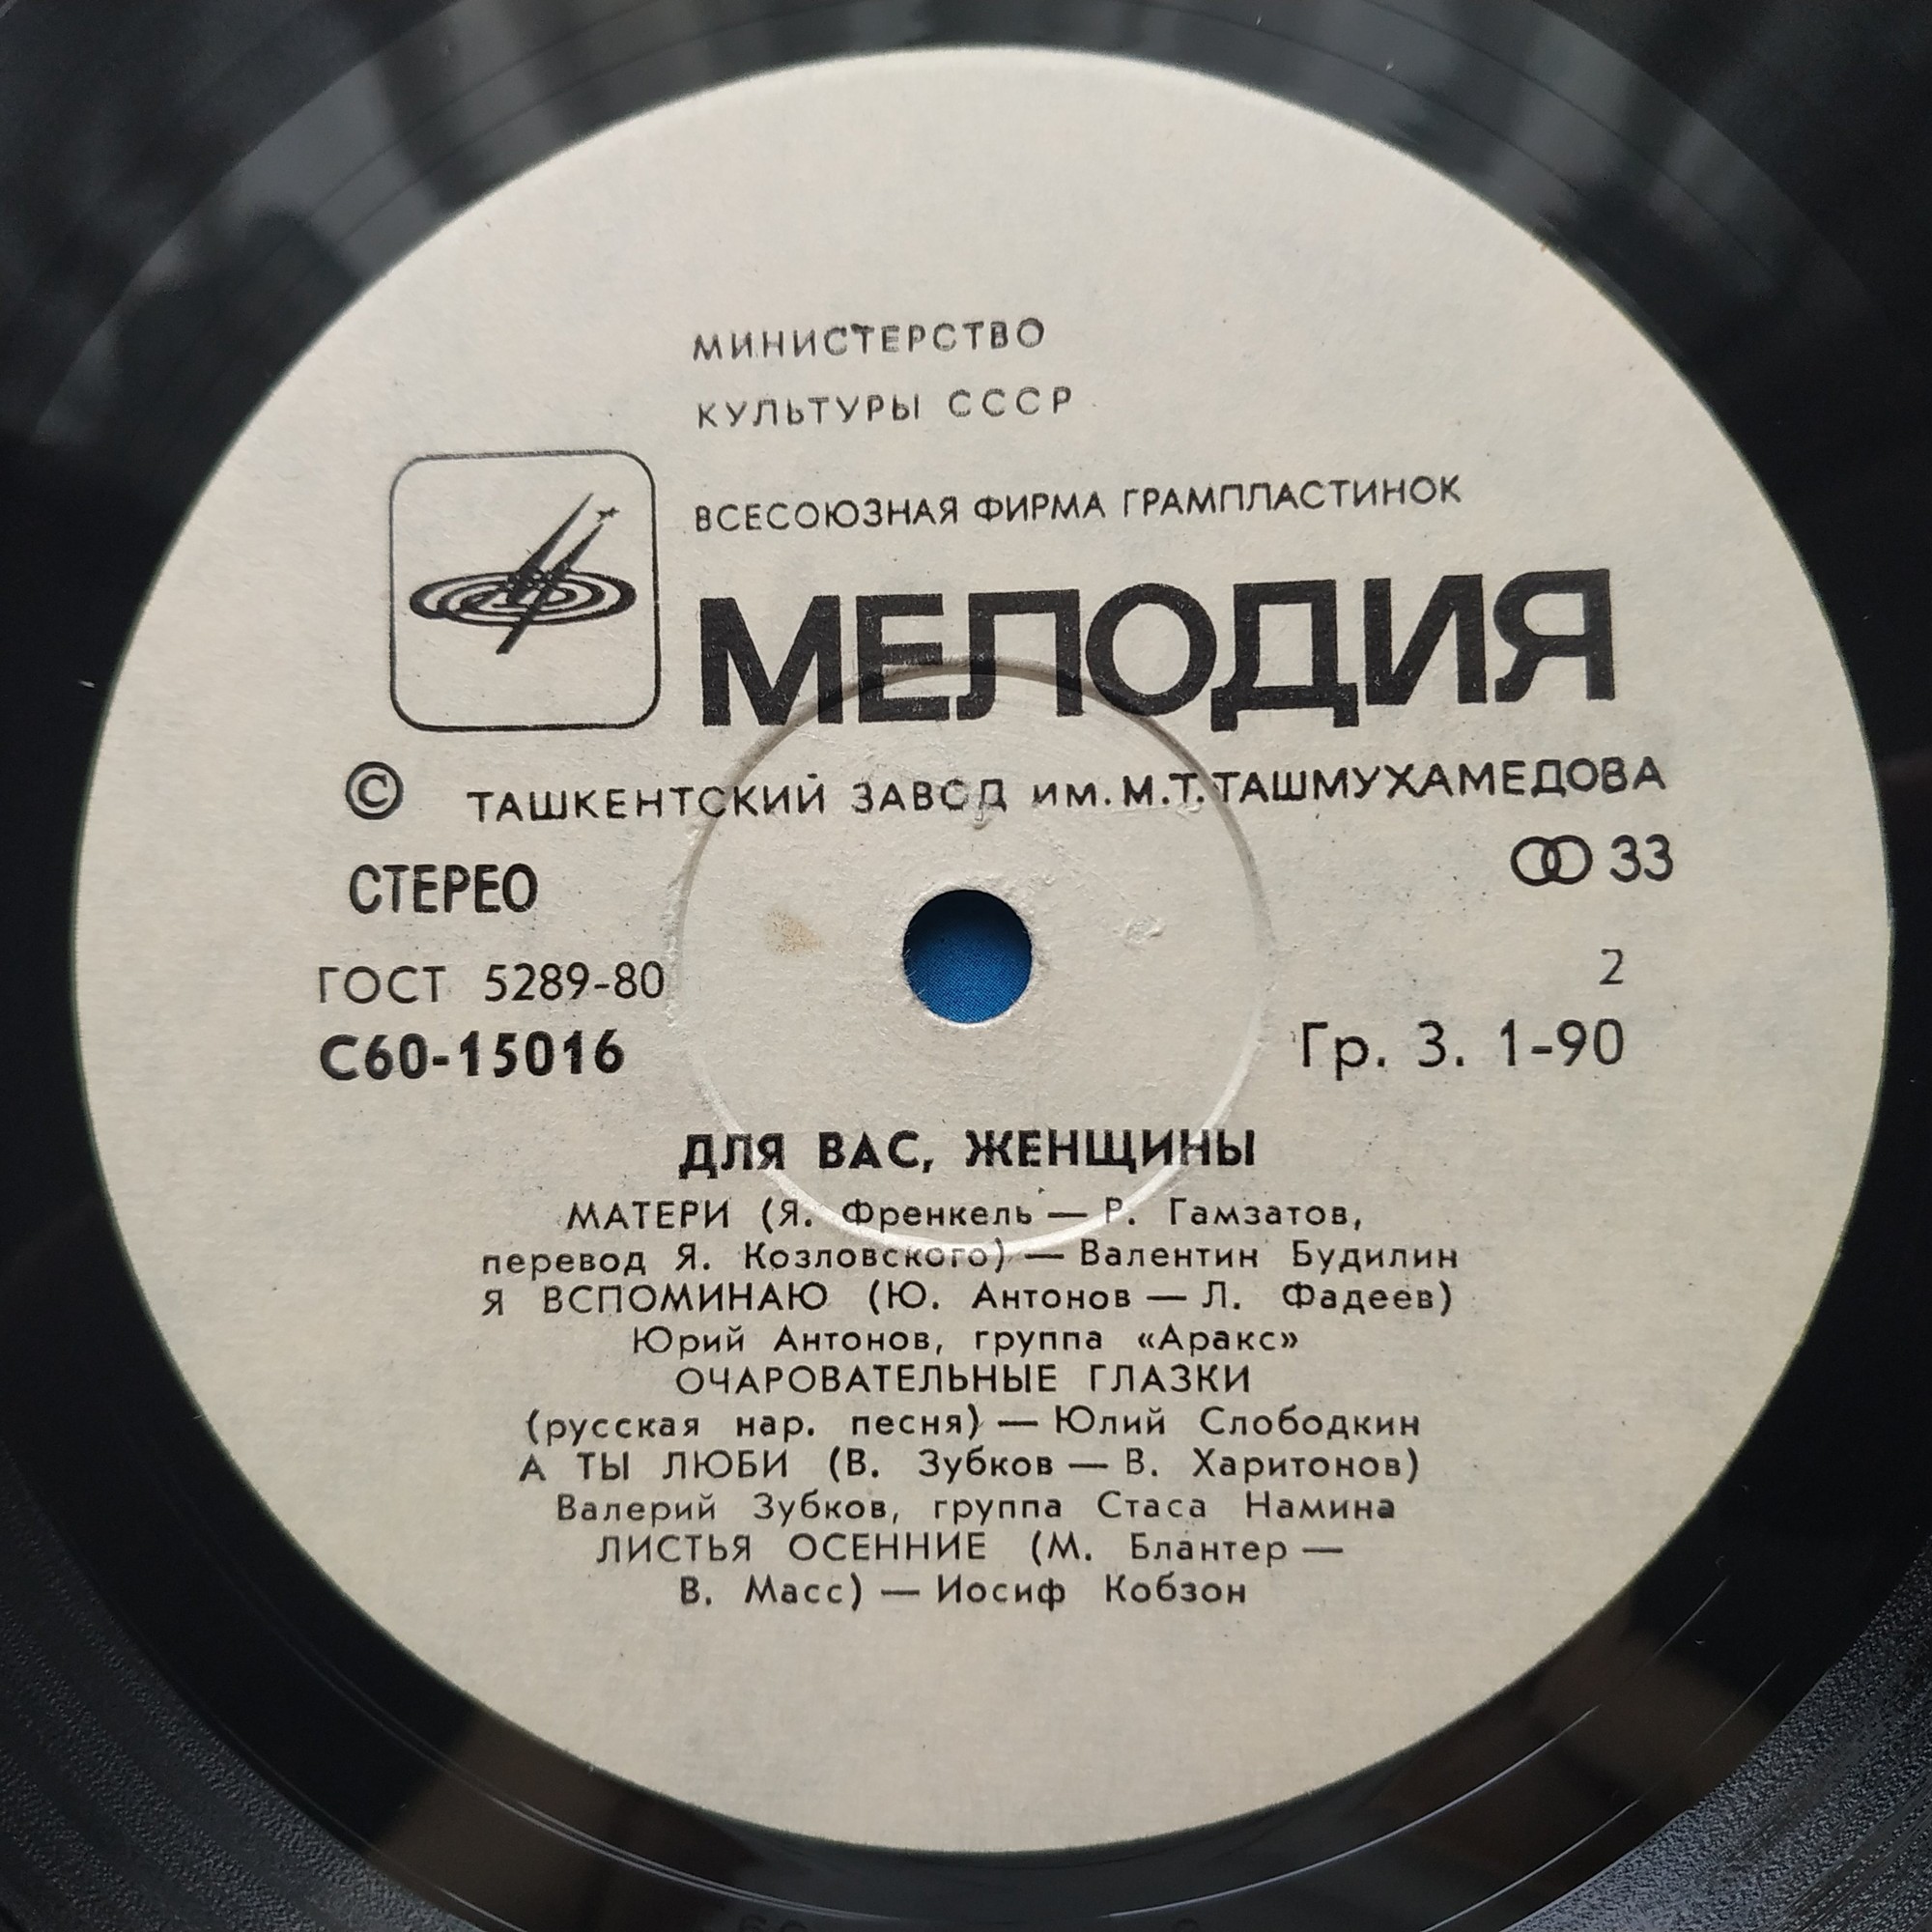 МИНИСТЕРСТВО
КУЛЬТУРЫ СССР
ВСЕСОЮЗНАЯ ФИРМА ГРАМПЛАСТИНОК
МЕЛОДИЯ
© ТАШКЕНТСКИЙ ЗАВОД им. М.Т.ТАШМУХАМЕДОВА
СТЕРЕО 33
ГОСТ 5289-80 2
С60-15016 Гр. 3. 1-90
ДЛЯ ВАС, ЖЕНЩИНЫ
МАТЕРИ (Я. Френкель — Р. Гамзатов,
перевод Я. Козловского) — Валентин Будилин
Я ВСПОМИНАЮ (Ю. Антонов — Л. Фадеев)
Юрий Антонов, группа «Аракс»
ОЧАРОВАТЕЛЬНЫЕ ГЛАЗКИ
(русская нар. песня) — Юлий Слободкин
А ТЫ ЛЮБИ (В. Зубков — В. Харитонов)
Валерий Зубков, группа Стаса Намина
ЛИСТЬЯ ОСЕННИЕ (М. Блантер —
В. Масс) — Иосиф Кобзон